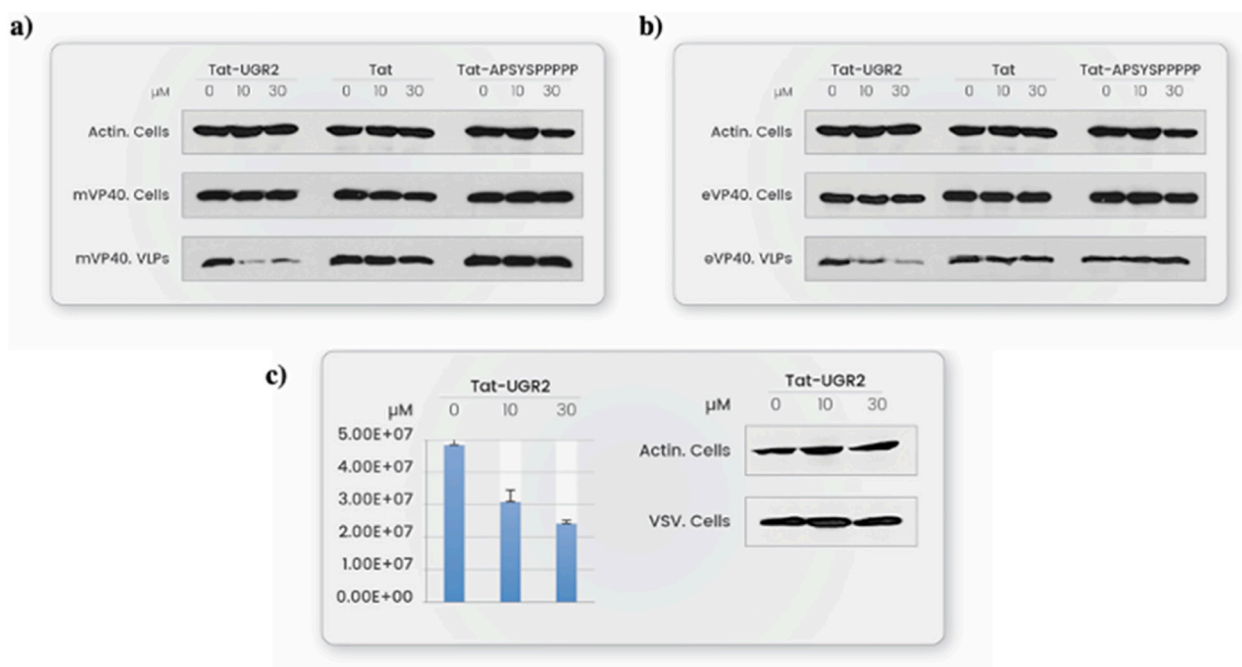 a)
Tat-UGR2 Tat Tat-APSYSPPPPP
µM 0 10 30 0 10 30 0 10 30
Actin. Cells
mVP40. Cells
mVP40. VLPs
b)
Tat-UGR2 Tat Tat-APSYSPPPPP
µM 0 10 30 0 10 30 0 10 30
Actin. Cells
eVP40. Cells
eVP40. VLPs
c)
Tat-UGR2
µM 0 10 30
5.00E+07
4.00E+07
3.00E+07
2.00E+07
1.00E+07
0.00E+00
Tat-UGR2
µM 0 10 30
Actin. Cells
VSV. Cells